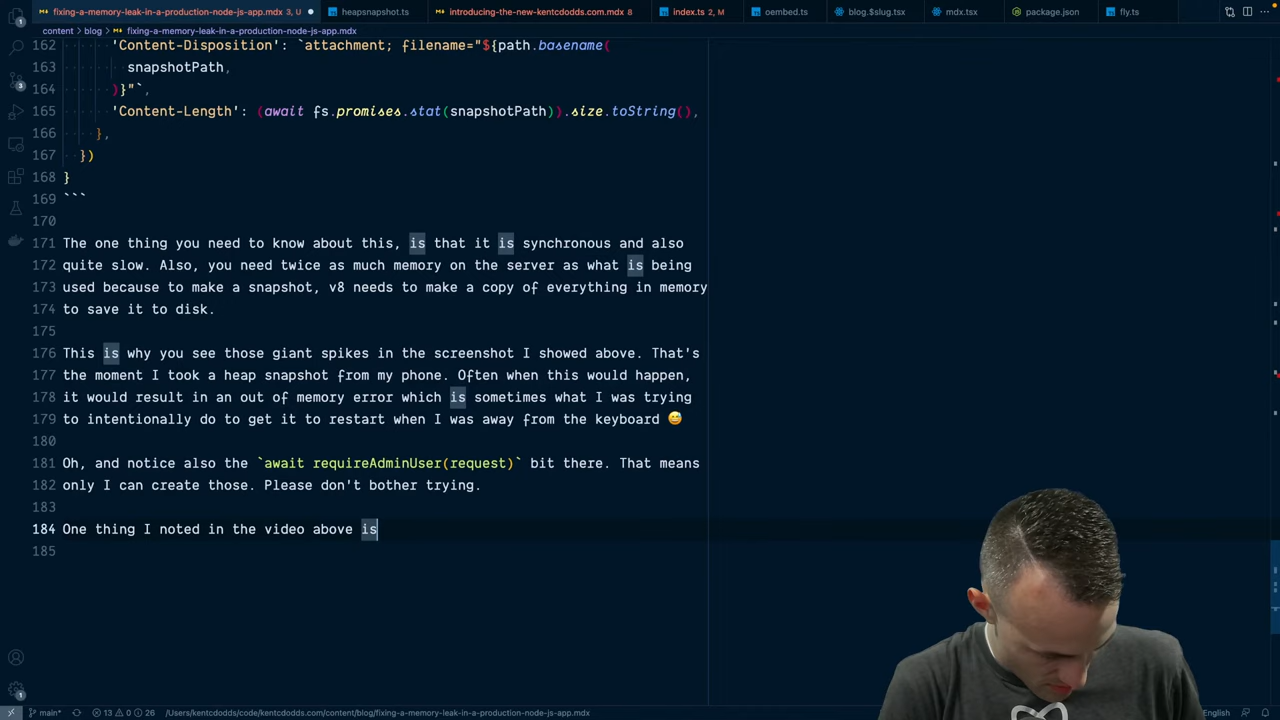 fixing-a-memory-leak-in-a-production-node-js-app.mdx 3, U
heapsnapshot.ts
introducing-the-new-kentcdodds.com.mdx 8
index.ts 2, M
oembed.ts
blog.$slug.tsx
mdx.tsx
package.json
fly.ts
content > blog > fixing-a-memory-leak-in-a-production-node-js-app.mdx
162 'Content-Disposition': `attachment; filename="${path.basename(
163 snapshotPath,
164 )}"`,
165 'Content-Length': (await fs.promises.stat(snapshotPath)).size.toString(),
166 },
167 })
168 }
169 ```
170
171 The one thing you need to know about this, is that it is synchronous and also
172 quite slow. Also, you need twice as much memory on the server as what is being
173 used because to make a snapshot, v8 needs to make a copy of everything in memory
174 to save it to disk.
175
176 This is why you see those giant spikes in the screenshot I showed above. That's
177 the moment I took a heap snapshot from my phone. Often when this would happen,
178 it would result in an out of memory error which is sometimes what I was trying
179 to intentionally do to get it to restart when I was away from the keyboard 😅
180
181 Oh, and notice also the `await requireAdminUser(request)` bit there. That means
182 only I can create those. Please don't bother trying.
183
184 One thing I noted in the video above is
185
3
1
main*
13 0 26
/Users/kentcdodds/code/kentcdodds.com/content/blog/fixing-a-memory-leak-in-a-production-node-js-app.mdx
English